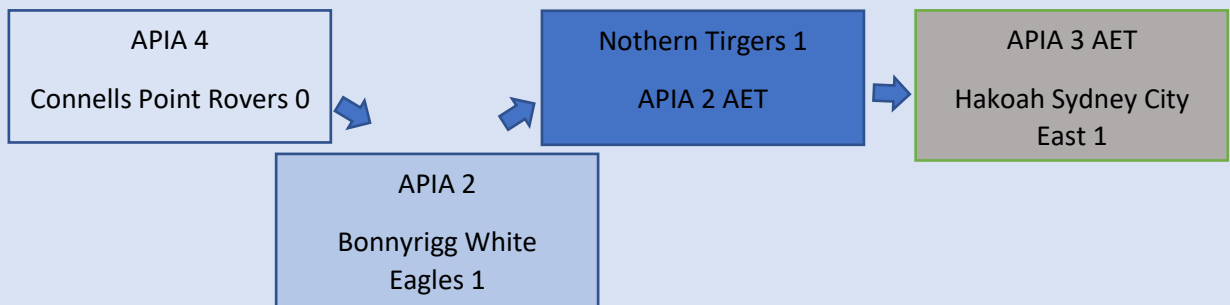 APIA 4
Connells Point Rovers 0
APIA 2
Bonnyrigg White
Eagles 1
Nothern Tirgers 1
APIA 2 AET
APIA 3 AET
Hakoah Sydney City
East 1